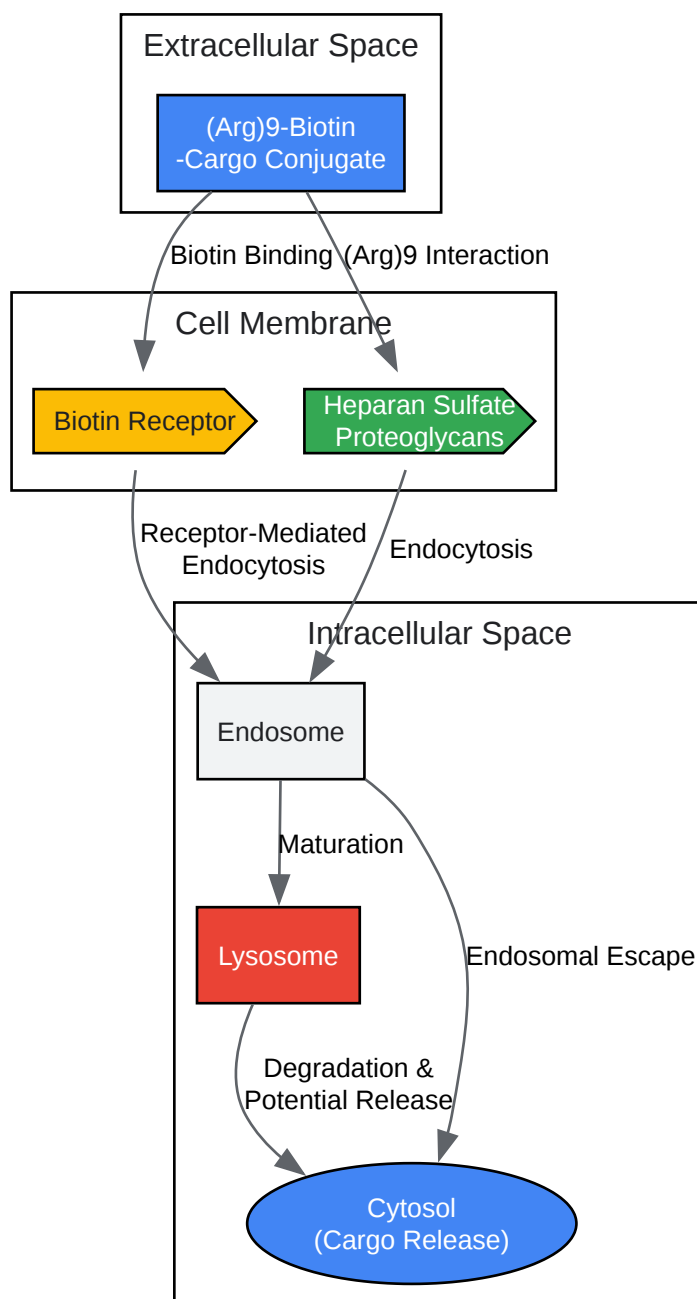 Extracellular Space
(Arg)9-Biotin
-Cargo Conjugate
Biotin Binding
(Arg)9 Interaction
Cell Membrane
Biotin Receptor
Heparan Sulfate
Proteoglycans
Receptor-Mediated
Endocytosis
Endocytosis
Intracellular Space
Endosome
Maturation
Lysosome
Endosomal Escape
Degradation &
Potential Release
Cytosol
(Cargo Release)